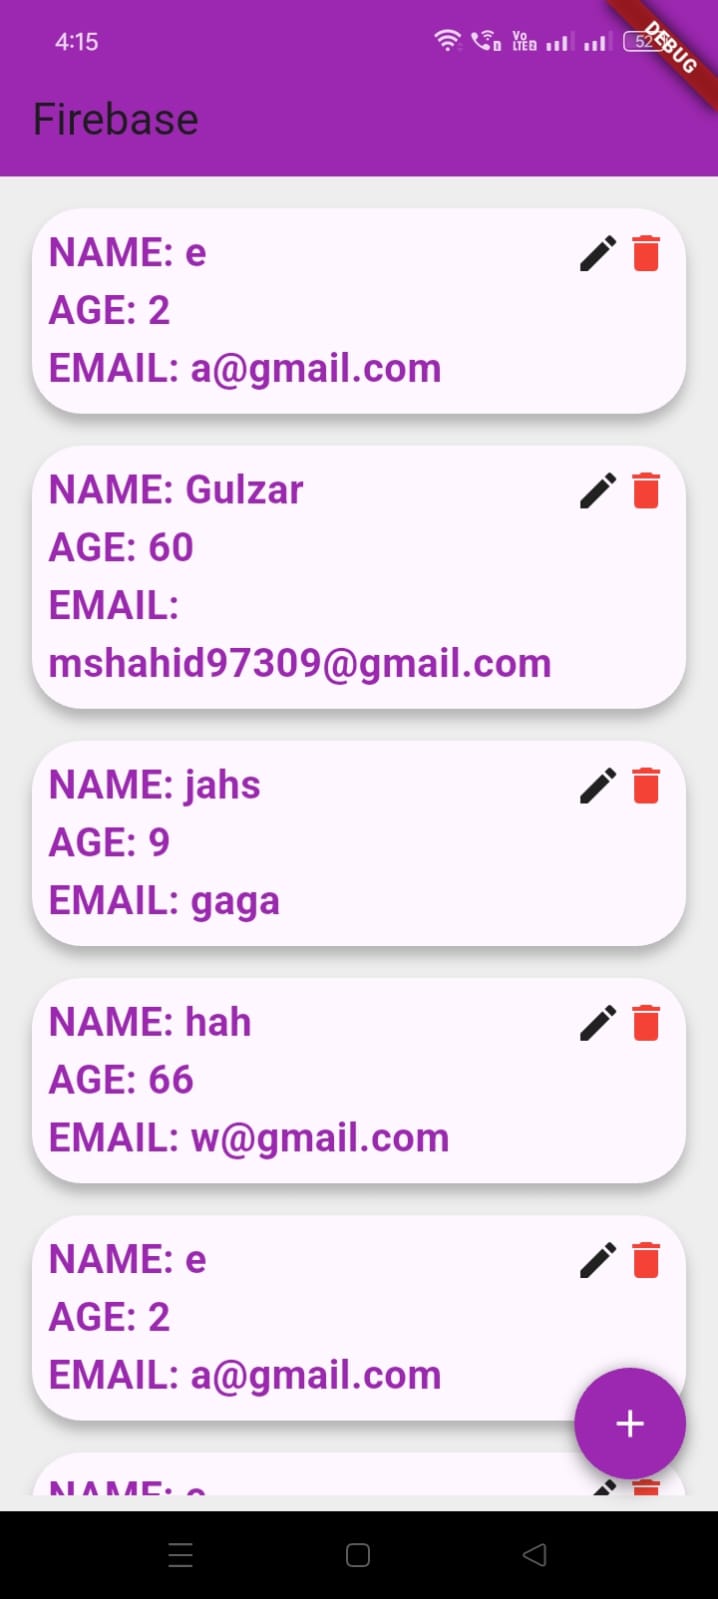 4:15
Vo
LTE2
52
DEBUG
Firebase
NAME: e
AGE: 2
EMAIL: a@gmail.com
NAME: Gulzar
AGE: 60
EMAIL:
mshahid97309@gmail.com
NAME: jahs
AGE: 9
EMAIL: gaga
NAME: hah
AGE: 66
EMAIL: w@gmail.com
NAME: e
AGE: 2
EMAIL: a@gmail.com
NAME: